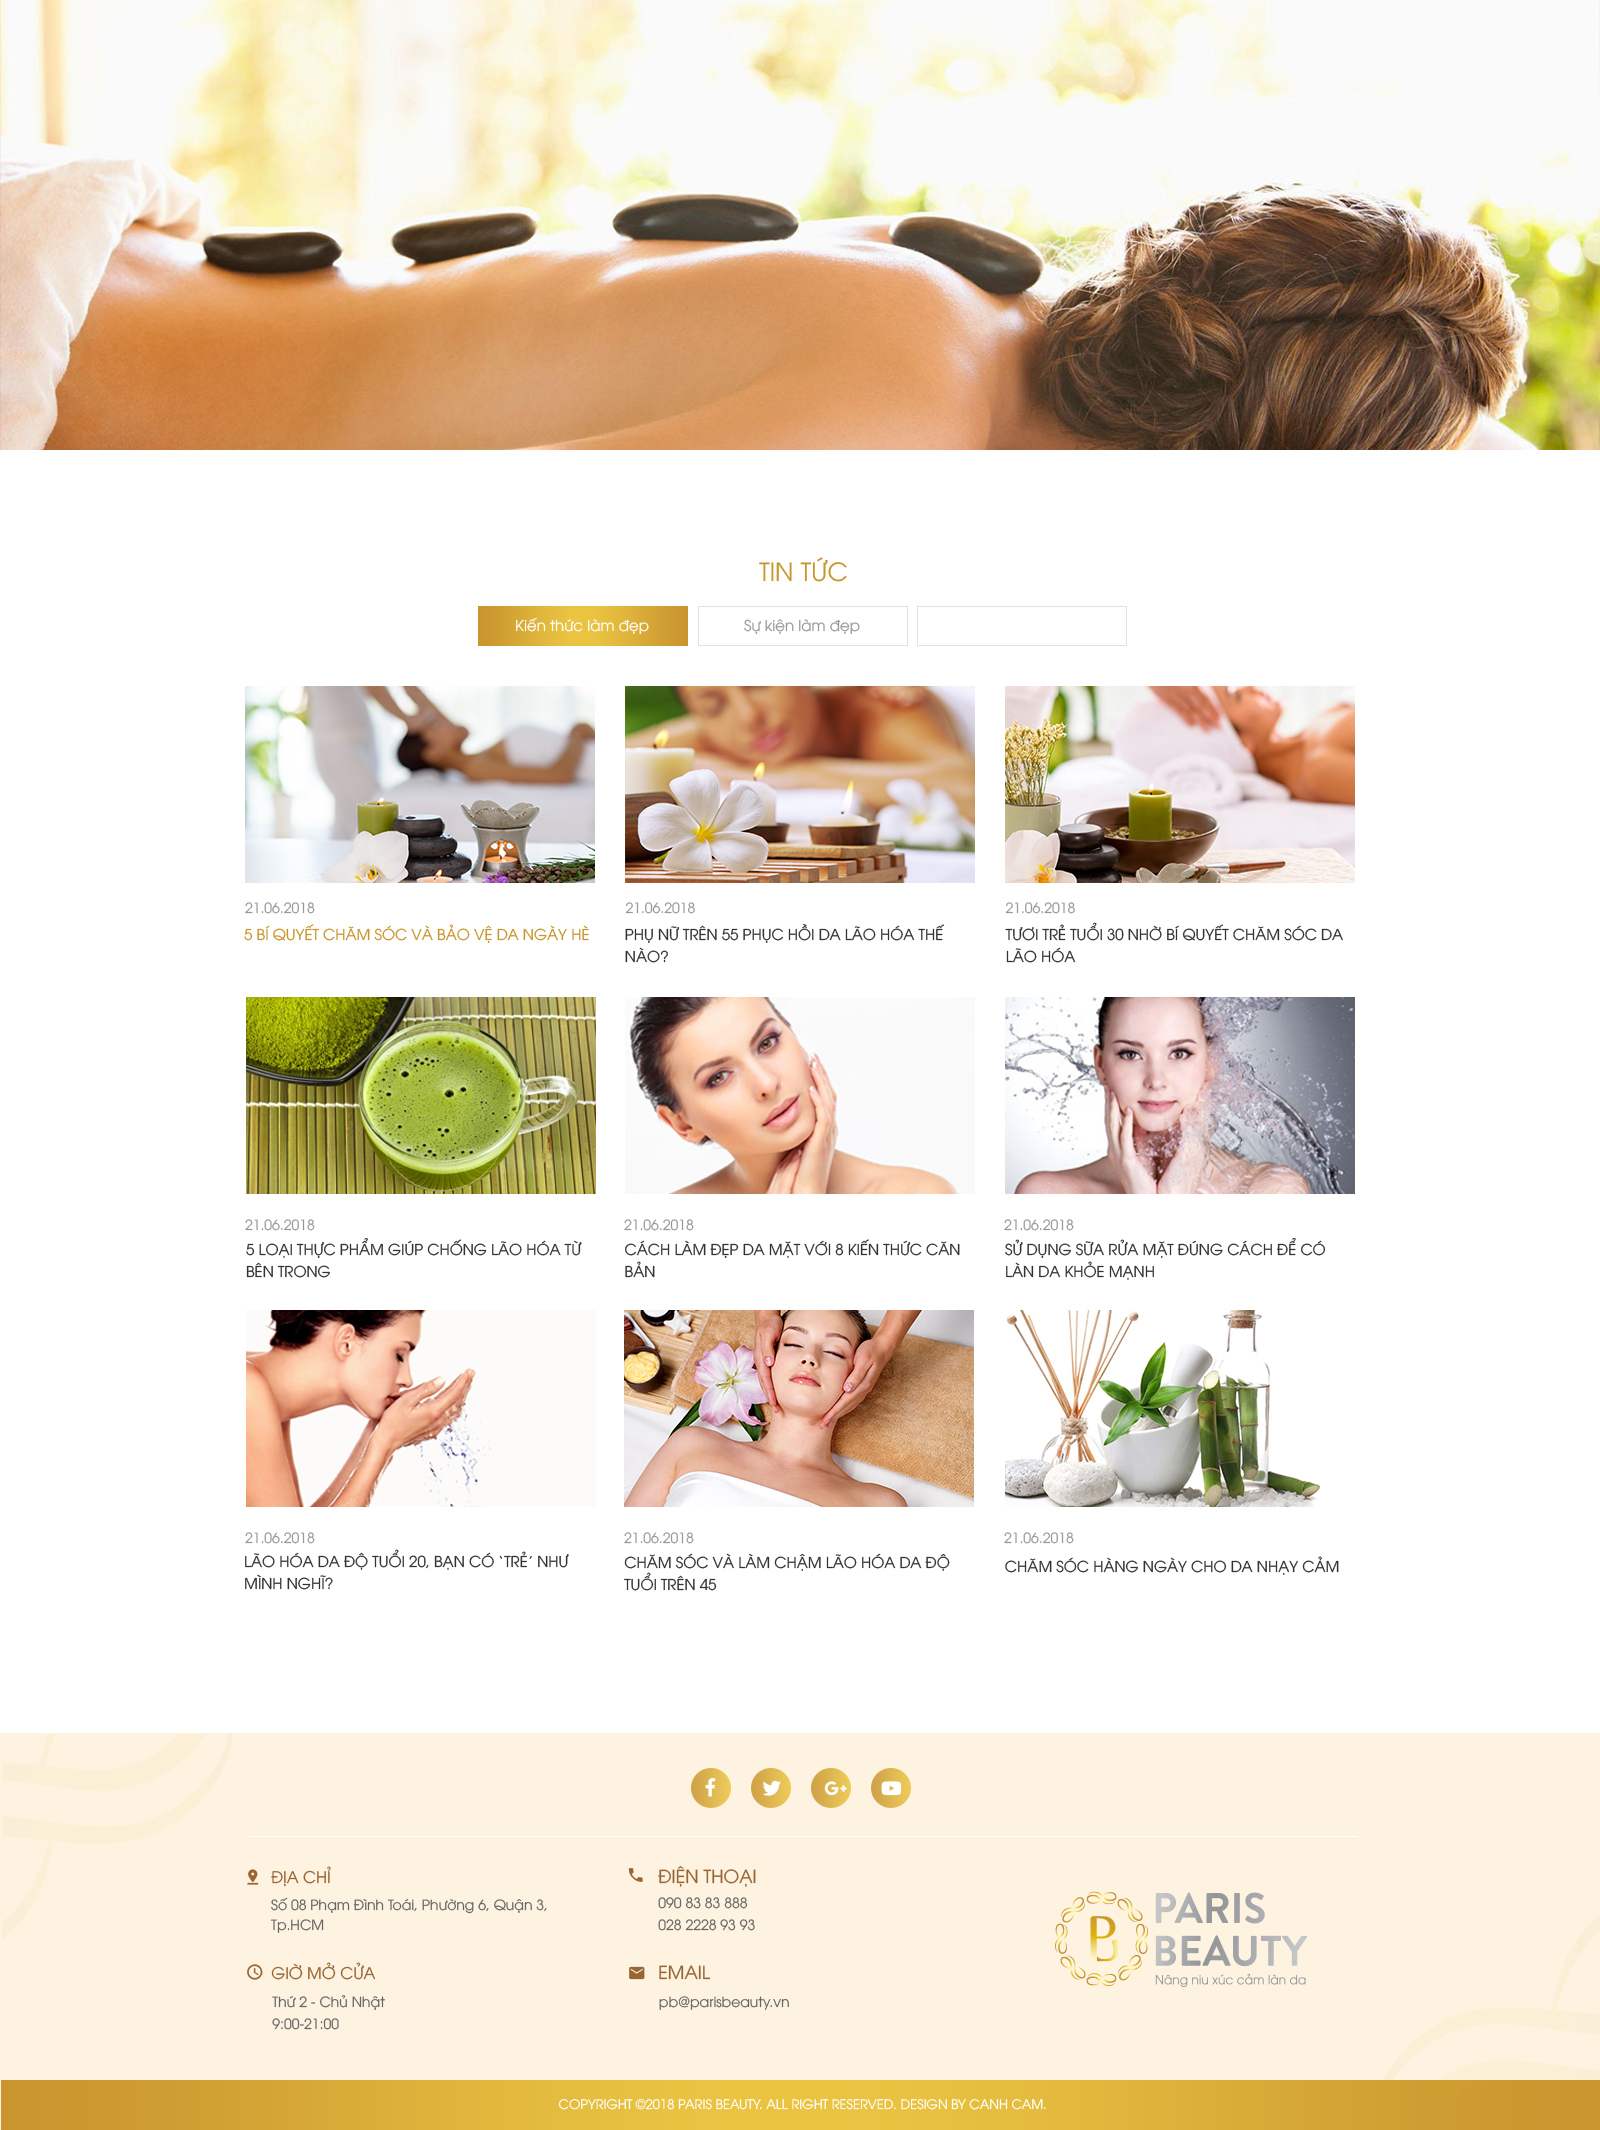 TIN TỨC
Kiến thức làm đẹp
Sự kiện làm đẹp
21.06.2018
5 BÍ QUYẾT CHĂM SÓC VÀ BẢO VỆ DA NGÀY HÈ
21.06.2018
PHỤ NỮ TRÊN 55 PHỤC HỒI DA LÃO HÓA THẾ
NÀO?
21.06.2018
TƯƠI TRẺ TUỔI 30 NHỜ BÍ QUYẾT CHĂM SÓC DA
LÃO HÓA
21.06.2018
5 LOẠI THỰC PHẨM GIÚP CHỐNG LÃO HÓA TỪ
BÊN TRONG
21.06.2018
CÁCH LÀM ĐẸP DA MẶT VỚI 8 KIẾN THỨC CĂN
BẢN
21.06.2018
SỬ DỤNG SỮA RỬA MẶT ĐÚNG CÁCH ĐỂ CÓ
LÀN DA KHỎE MẠNH
21.06.2018
LÃO HÓA DA ĐỘ TUỔI 20, BẠN CÓ ‘TRẺ’ NHƯ
MÌNH NGHĨ?
21.06.2018
CHĂM SÓC VÀ LÀM CHẬM LÃO HÓA DA ĐỘ
TUỔI TRÊN 45
21.06.2018
CHĂM SÓC HÀNG NGÀY CHO DA NHẠY CẢM
ĐỊA CHỈ
Số 08 Phạm Đình Toái, Phường 6, Quận 3,
Tp.HCM
GIỜ MỞ CỬA
Thứ 2 - Chủ Nhật
9:00-21:00
ĐIỆN THOẠI
090 83 83 888
028 2228 93 93
EMAIL
pb@parisbeauty.vn
PARIS
BEAUTY
Nâng niu xúc cảm làn da
COPYRIGHT ©2018 PARIS BEAUTY. ALL RIGHT RESERVED. DESIGN BY CANH CAM.